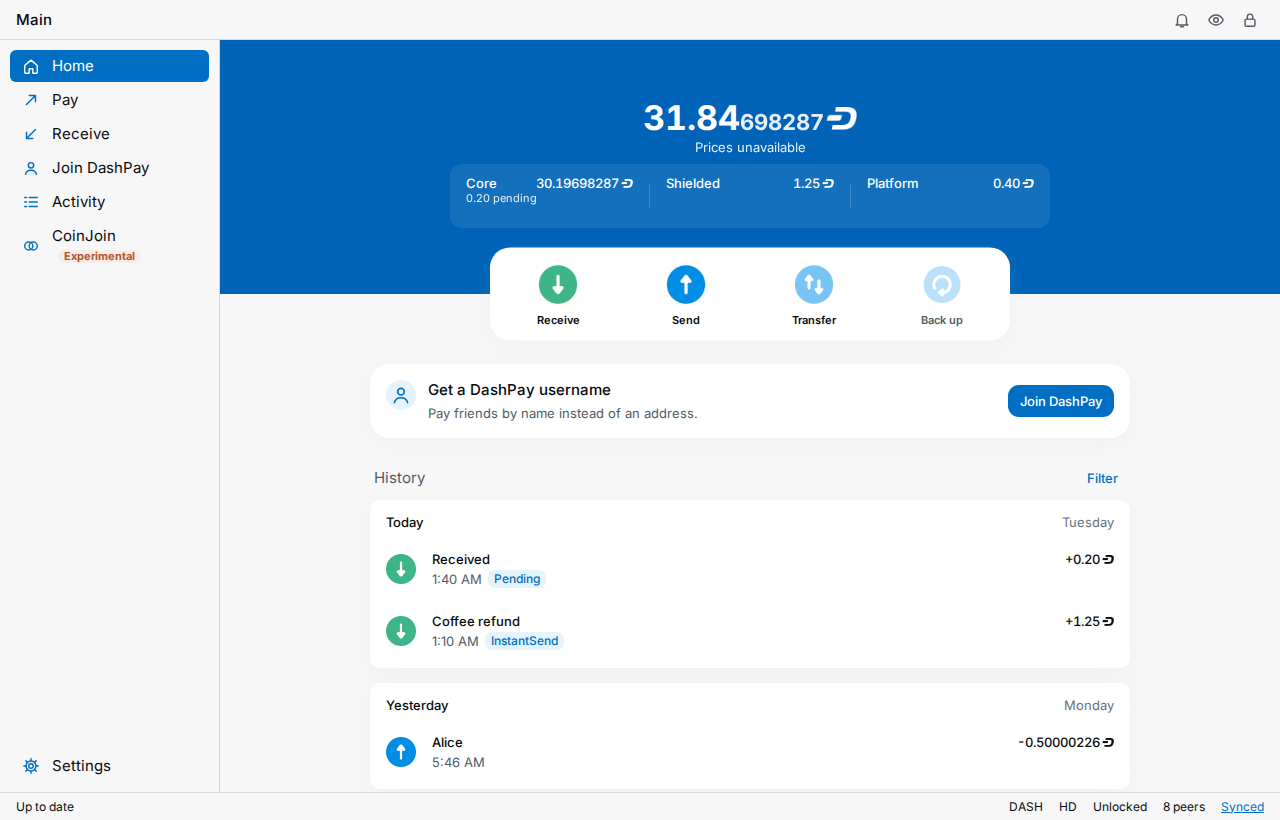 Main
Home
Pay
Receive
Join DashPay
Activity
CoinJoin
Experimental
Settings
31.84698287
Prices unavailable
Core 30.19698287
0.20 pending
Shielded 1.25
Platform 0.40
Receive
Send
Transfer
Back up
Get a DashPay username
Pay friends by name instead of an address.
Join DashPay
History
Filter
Today
Tuesday
Received
+0.20
1:40 AM Pending
Coffee refund
+1.25
1:10 AM InstantSend
Yesterday
Monday
Alice
-0.50000226
5:46 AM
Up to date
DASH HD Unlocked 8 peers Synced